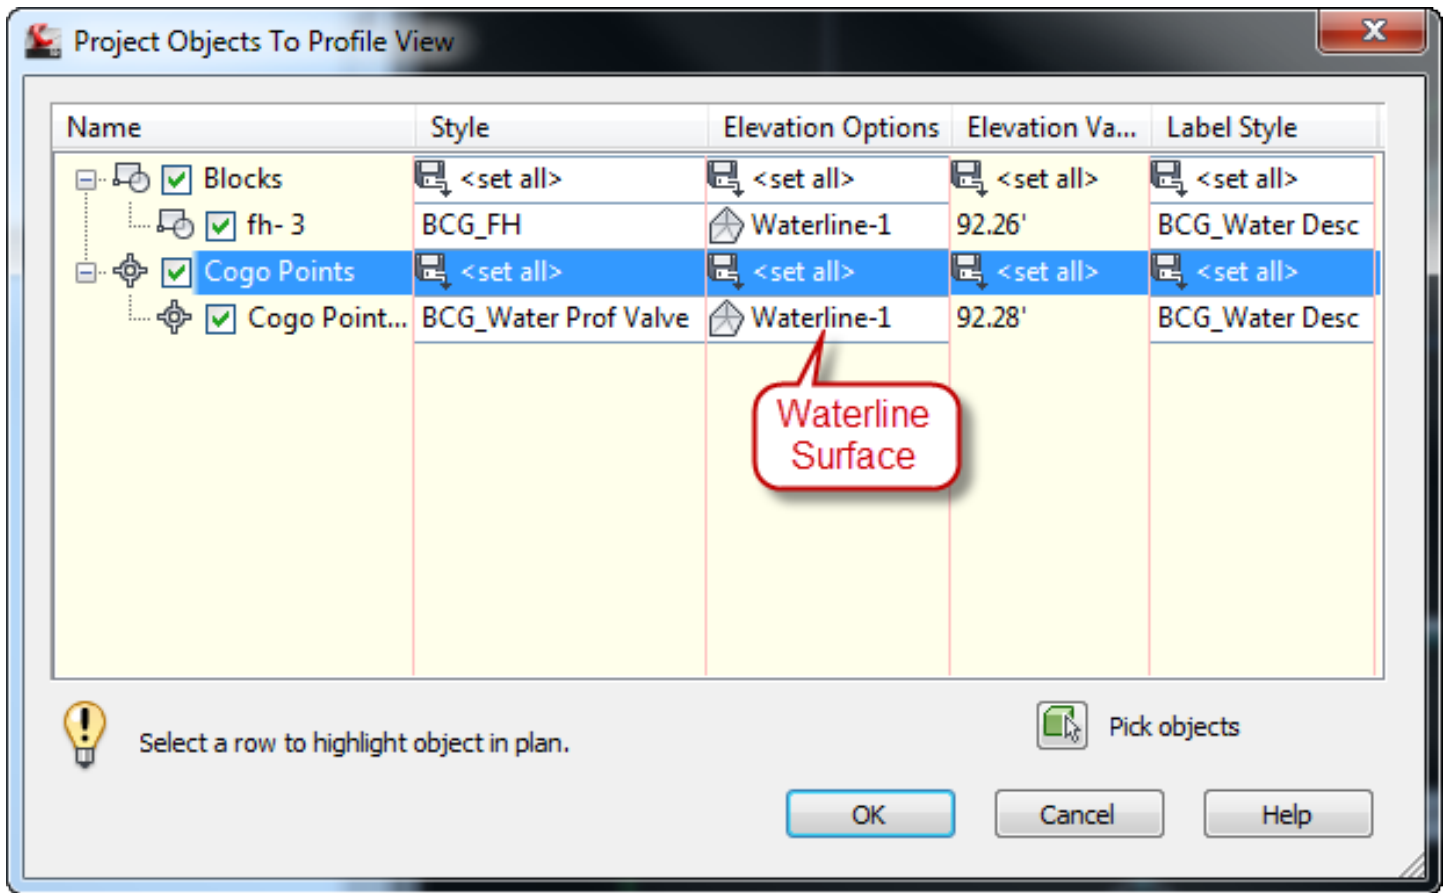 Project Objects To Profile View
x
Name Style Elevation Options Elevation Va... Label Style
Blocks <set all> <set all> <set all> <set all>
fh- 3 BCG_FH Waterline-1 92.26' BCG_Water Desc
Cogo Points <set all> <set all> <set all> <set all>
Cogo Point... BCG_Water Prof Valve Waterline-1 92.28' BCG_Water Desc
Waterline
Surface
Select a row to highlight object in plan.
Pick objects
OK Cancel Help